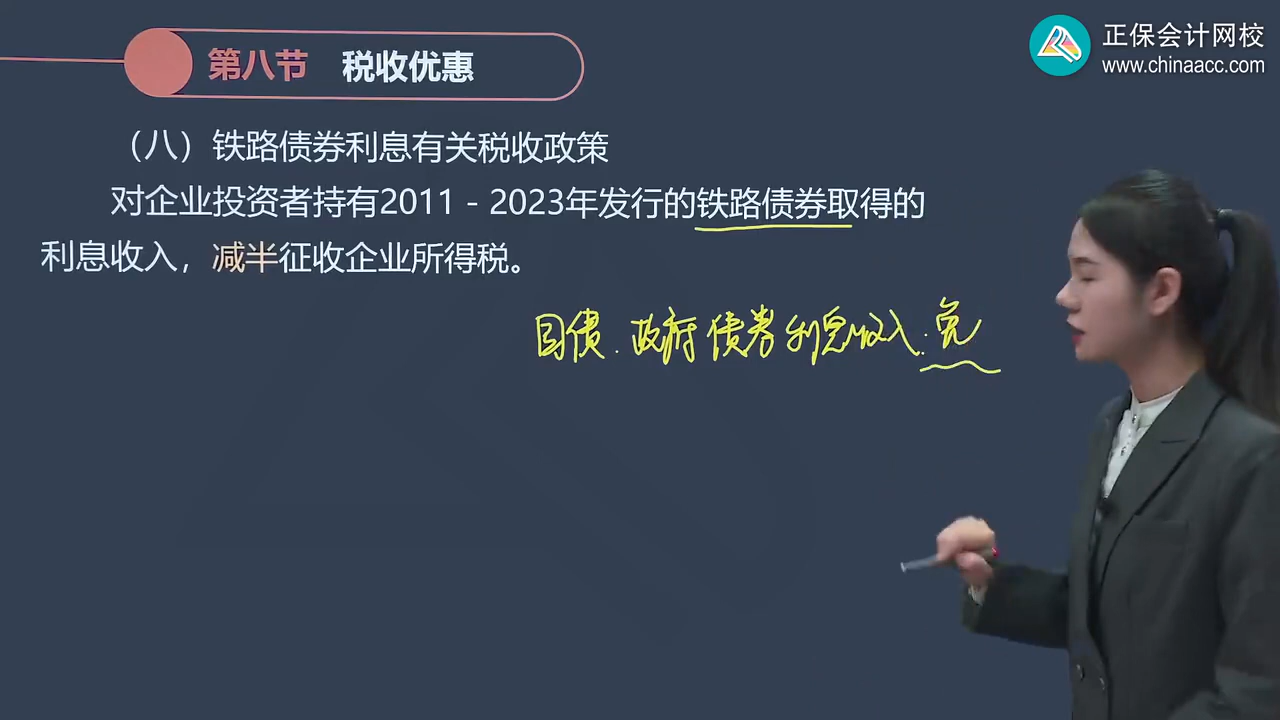 第八节 税收优惠
正保会计网校
www.chinaacc.com
（八）铁路债券利息有关税收政策
对企业投资者持有2011－2023年发行的铁路债券取得的
利息收入，减半征收企业所得税。
国债.政府债券利息收入:免